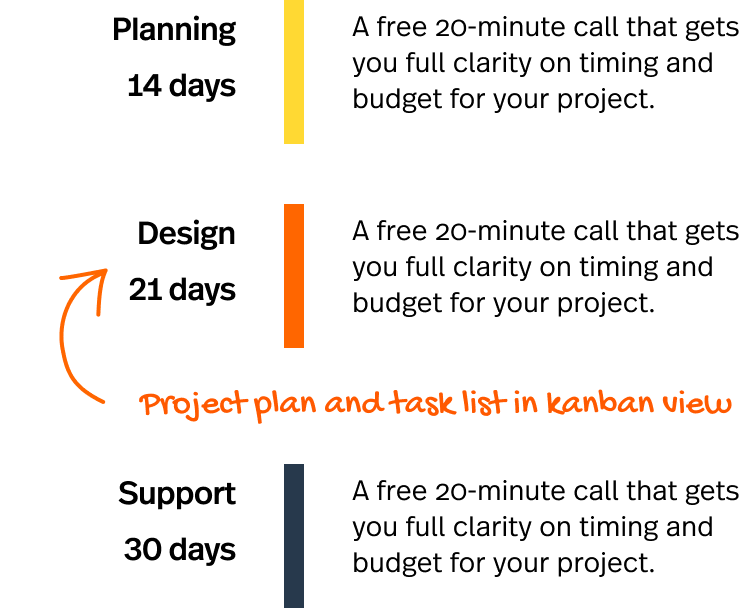 Planning
14 days
A free 20-minute call that gets
you full clarity on timing and
budget for your project.
Design
21 days
A free 20-minute call that gets
you full clarity on timing and
budget for your project.
Project plan and task list in kanban view
Support
30 days
A free 20-minute call that gets
you full clarity on timing and
budget for your project.